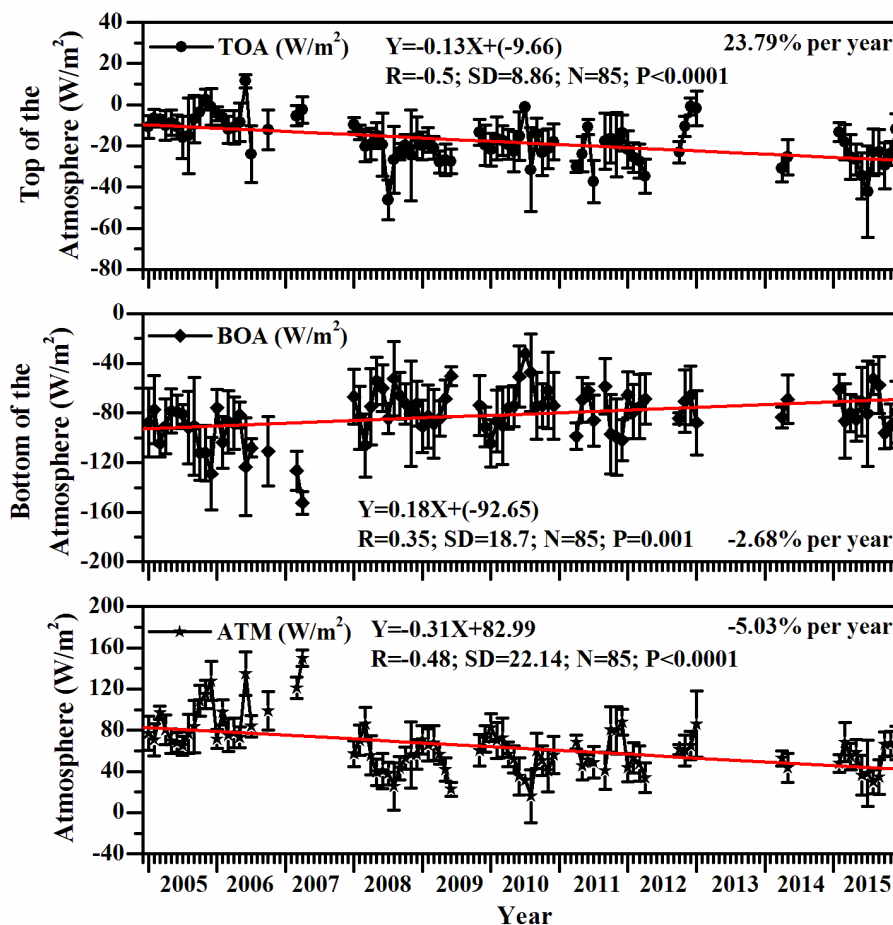 TOA (W/m²)
Y=-0.13X+(-9.66)
23.79% per year
R=-0.5; SD=8.86; N=85; P<0.0001
Top of the
Atmosphere (W/m²)
40
20
0
-20
-40
-60
-80
BOA (W/m²)
Bottom of the
Atmosphere (W/m²)
0
-40
-80
-120
-160
-200
Y=0.18X+(-92.65)
R=0.35; SD=18.7; N=85; P=0.001
-2.68% per year
ATM (W/m²)
Y=-0.31X+82.99
-5.03% per year
R=-0.48; SD=22.14; N=85; P<0.0001
Atmosphere (W/m²)
200
160
120
80
40
0
-40
2005 2006 2007 2008 2009 2010 2011 2012 2013 2014 2015
Year